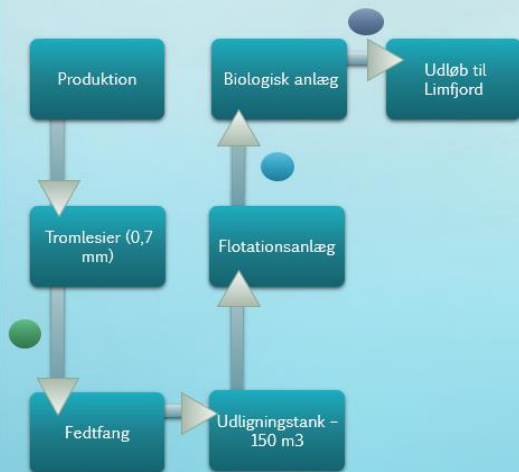 Produktion
Tromlesier (0,7
mm)
Fedtfang
Udligningstank –
150 m3
Flotationsanlæg
Biologisk anlæg
Udløb til
Limfjord